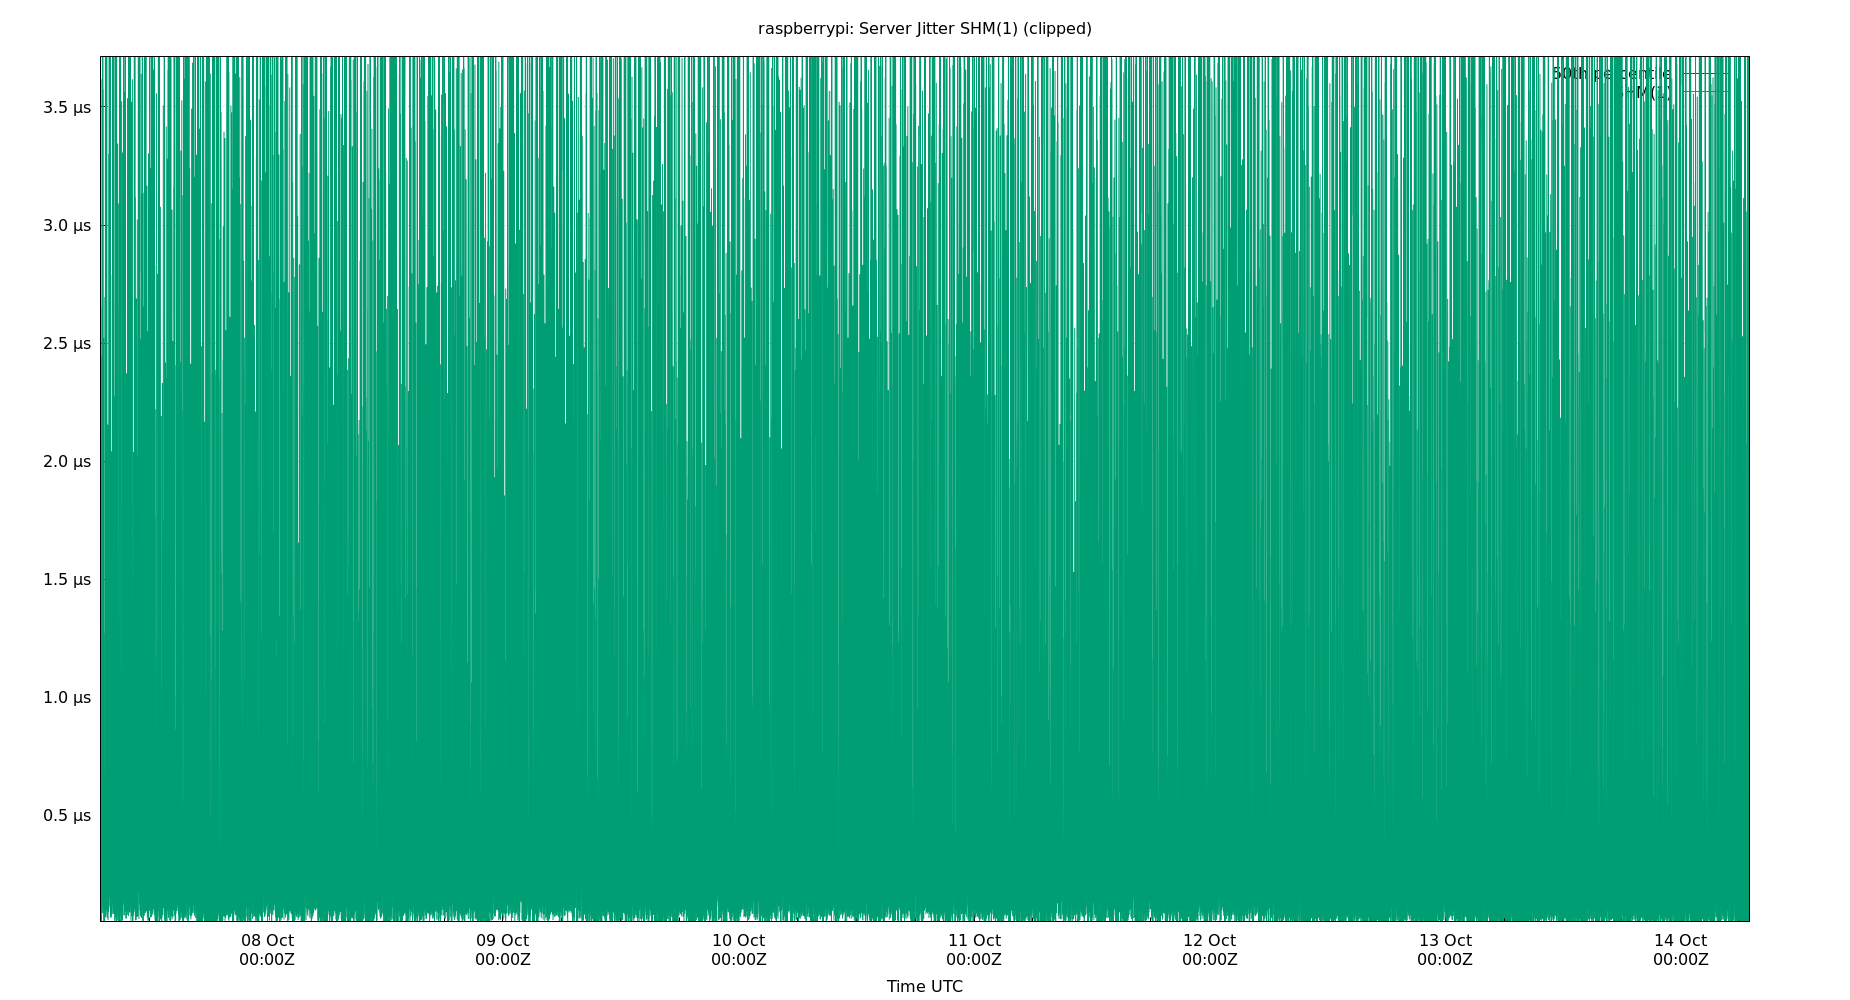 raspberrypi: Server Jitter SHM(1) (clipped)
50th percentile
SHM(1)
3.5 µs
3.0 µs
2.5 µs
2.0 µs
1.5 µs
1.0 µs
0.5 µs
08 Oct 09 Oct 10 Oct 11 Oct 12 Oct 13 Oct 14 Oct
00:00Z 00:00Z 00:00Z 00:00Z 00:00Z 00:00Z 00:00Z
Time UTC